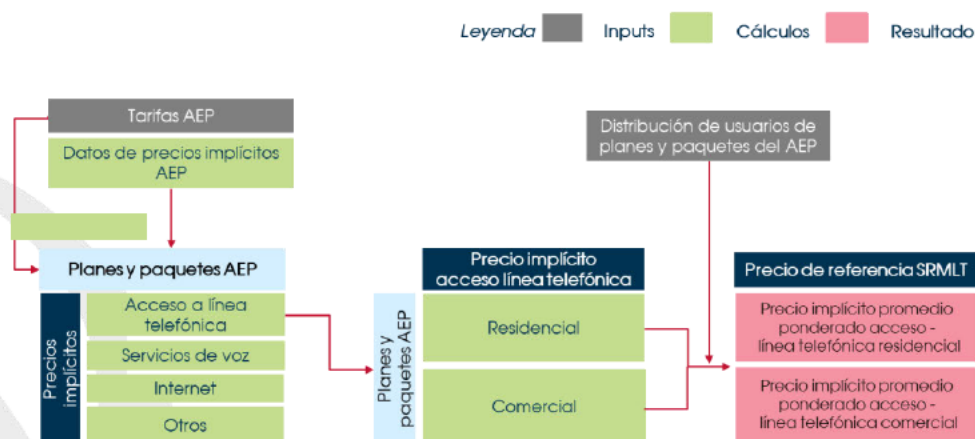 Leyenda Inputs Cálculos Resultado
Tarifas AEP
Datos de precios implícitos
AEP
Distribución de usuarios de
planes y paquetes del AEP
Planes y paquetes AEP
Precios
implícitos
Acceso a línea
telefónica
Servicios de voz
Internet
Otros
Precio implícito
acceso línea telefónica
Planes y
paquetes AEP
Residencial
Comercial
Precio de referencia SRMLT
Precio implícito promedio
ponderado acceso -
línea telefónica residencial
Precio implícito promedio
ponderado acceso -
línea telefónica comercial